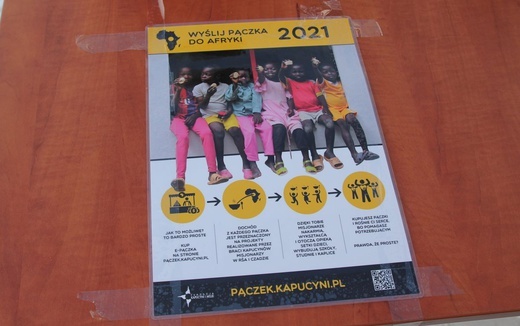 WYŚLIJ PĄCZKA
DO AFRYKI
2021
JAK TO MOŻLIWE?
TO BARDZO PROSTE!
KUP
E-PĄCZKA
NA STRONIE
PĄCZEK.KAPUCYNI.PL
DOCHÓD
Z KAŻDEGO PĄCZKA
JEST PRZEZNACZONY
NA PROJEKTY
REALIZOWANE PRZEZ
BRACI KAPUCYNÓW
MISJONARZY
W RŚA I CZADZIE
DZIĘKI TOBIE
MISJONARZE
NAKARMIĄ,
WYKSZTAŁCĄ
I OTOCZĄ OPIEKĄ
SETKI DZIECI,
WYBUDUJĄ SZKOŁY,
STUDNIE I KAPLICE
KUPUJESZ PĄCZKI
I ROŚNIE CI SERCE,
BO POMAGASZ
POTRZEBUJĄCYM!
PRAWDA, ŻE PROSTE?
PĄCZEK.KAPUCYNI.PL